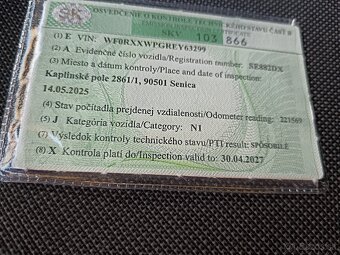 OSVEDČENIE O KONTROLE TECHNICKÉHO STAVU ČASŤ B
SK
SKV 103 866
(1) E VIN: WF0RXXWPGREY63299
(2) A Evidenčné číslo vozidla/Registration number: SE882DX
(3) Miesto a dátum kontroly/Place and date of inspection:
Kaplinské pole 2861/1, 90501 Senica
14.05.2025
(4) Stav počítadla prejdenej vzdialenosti/Odometer reading: 221569
(5) J Kategória vozidla/Category: N1
(7) Výsledok kontroly technického stavu/PTI result: SPÔSOBILÉ
(8) X Kontrola platí do/Inspection valid to: 30.04.2027